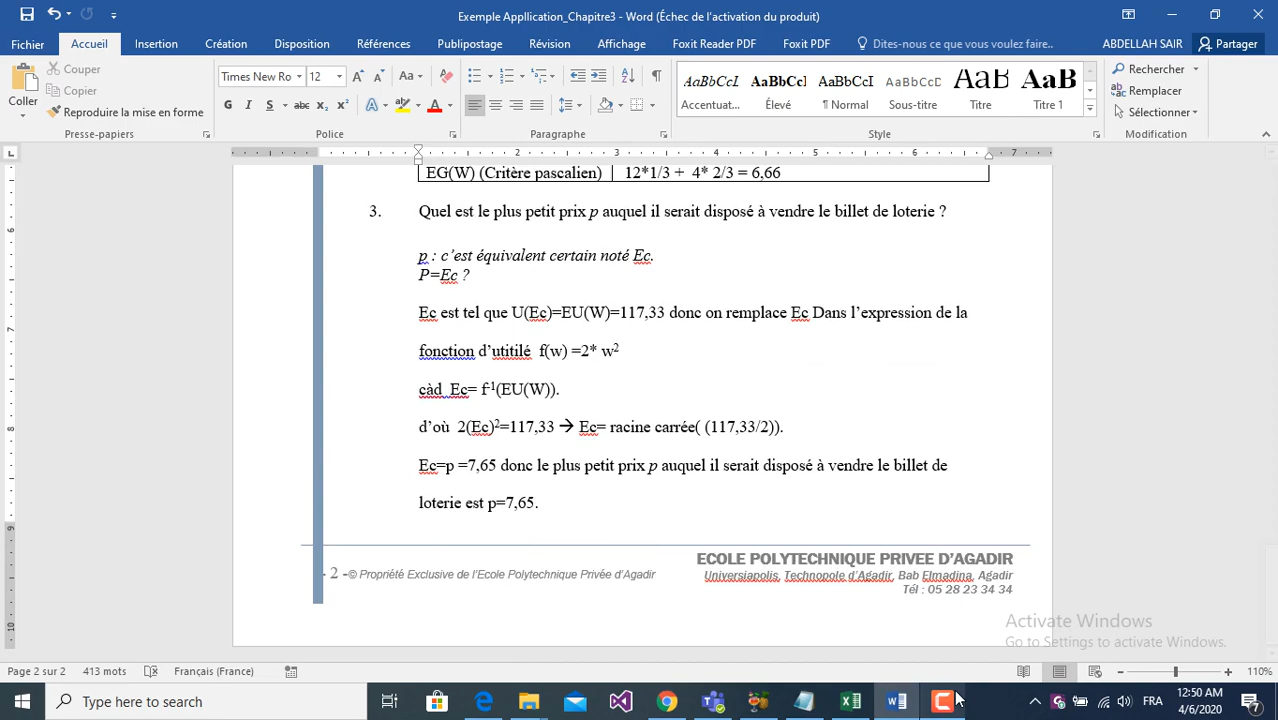 Exemple Appllication_Chapitre3 - Word (Échec de l'activation du produit)
Fichier Accueil Insertion Création Disposition Références Publipostage Révision Affichage Foxit Reader PDF Foxit PDF Dites-nous ce que vous voulez faire... ABDELLAH SAIR Partager
Coller
Couper
Copier
Reproduire la mise en forme
Presse-papiers
Times New Ro 12
Police
Paragraphe
AaBbCcI AaBbCcI AaBbCcI AaBbCcI AaBb AaB
Accentuat... Élevé ¶ Normal Sous-titre Titre Titre 1
Style
Rechercher
Remplacer
Sélectionner
Modification
2 3 4 5 6 7
EG(W) (Critère pascalien) 12*1/3 + 4* 2/3 = 6,66
3. Quel est le plus petit prix p auquel il serait disposé à vendre le billet de loterie ?
p : c'est équivalent certain noté Ec.
P=Ec ?
Ec est tel que U(Ec)=EU(W)=117,33 donc on remplace Ec Dans l'expression de la
fonction d'utitilé f(w) =2* w²
càd Ec= f⁻¹(EU(W)).
d'où 2(Ec)²=117,33 → Ec= racine carrée( (117,33/2)).
Ec=p =7,65 donc le plus petit prix p auquel il serait disposé à vendre le billet de
loterie est p=7,65.
- 2 -© Propriété Exclusive de l'Ecole Polytechnique Privée d'Agadir
ECOLE POLYTECHNIQUE PRIVEE D'AGADIR
Universiapolis, Technopole d'Agadir, Bab Elmadina, Agadir
Tél : 05 28 23 34 34
Activate Windows
Go to Settings to activate Windows.
Page 2 sur 2 413 mots Français (France) 110%
Type here to search
FRA
12:50 AM
4/6/2020